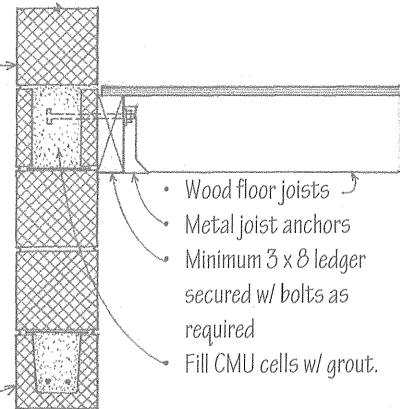 • Wood floor joists
• Metal joist anchors
• Minimum 3 x 8 ledger
secured w/ bolts as
required
• Fill CMU cells w/ grout.